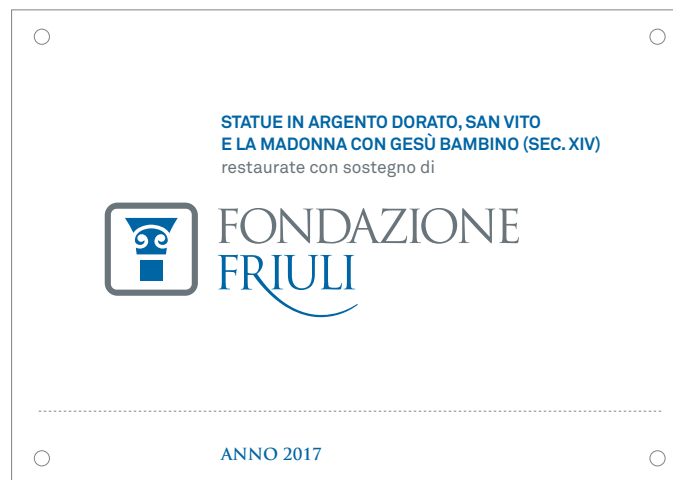 STATUE IN ARGENTO DORATO, SAN VITO
E LA MADONNA CON GESÙ BAMBINO (SEC. XIV)
restaurate con sostegno di
FONDAZIONE
FRIULI
ANNO 2017